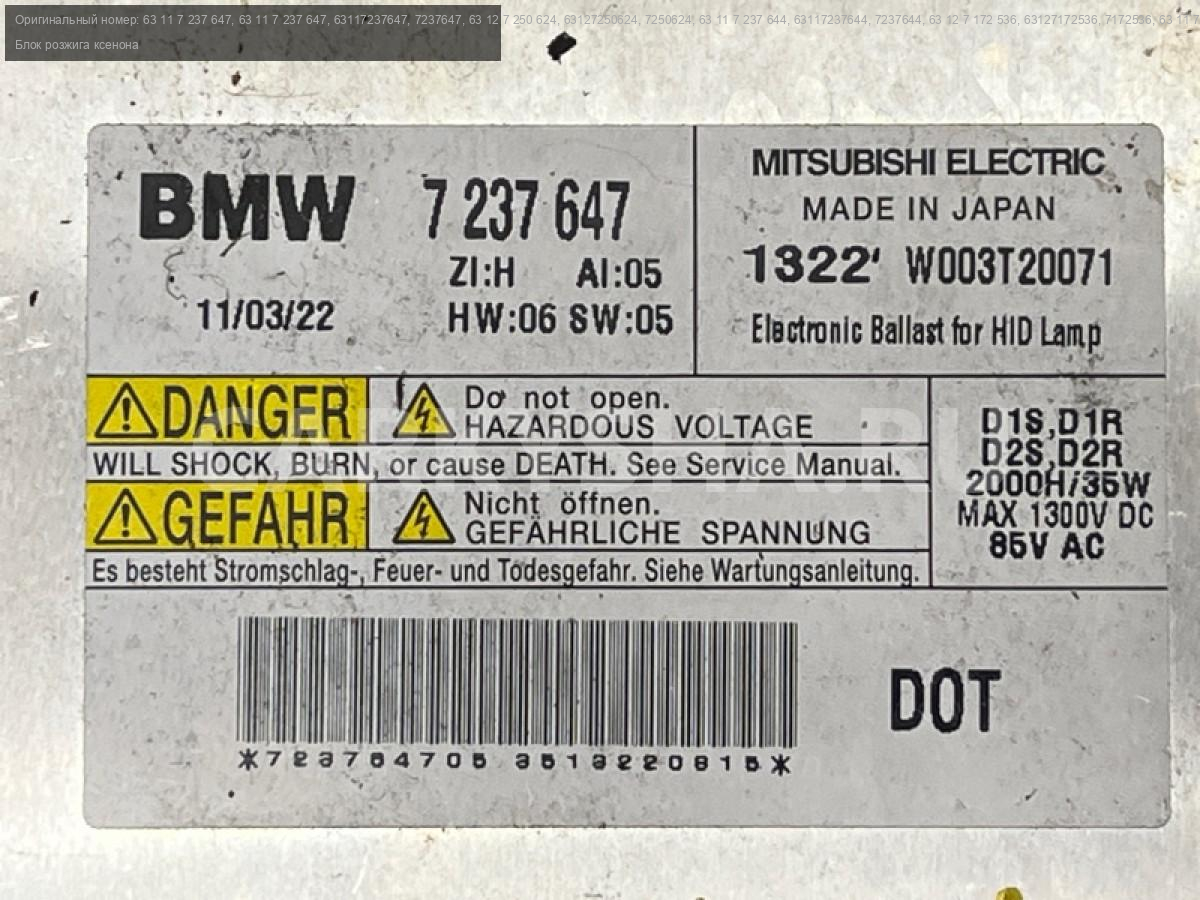 Оригинальный номер: 63 11 7 237 647, 63 11 7 237 647, 63117237647, 7237647, 63 12 7 250 624, 63127250624, 7250624, 63 11 7 237 644, 63117237644, 7237644, 63 12 7 172 536, 63127172536, 7172536, 63 11 7
Блок розжига ксенона
BMW 7 237 647
ZI:H AI:05
11/03/22 HW:06 SW:05
MITSUBISHI ELECTRIC
MADE IN JAPAN
1322' W003T20071
Electronic Ballast for HID Lamp
DANGER Do not open.
HAZARDOUS VOLTAGE
WILL SHOCK, BURN, or cause DEATH. See Service Manual.
GEFAHR Nicht öffnen.
GEFÄHRLICHE SPANNUNG
Es besteht Stromschlag-, Feuer- und Todesgefahr. Siehe Wartungsanleitung.
D1S,D1R
D2S,D2R
2000H/35W
MAX 1300V DC
85V AC
*723764705 3513220815*
DOT